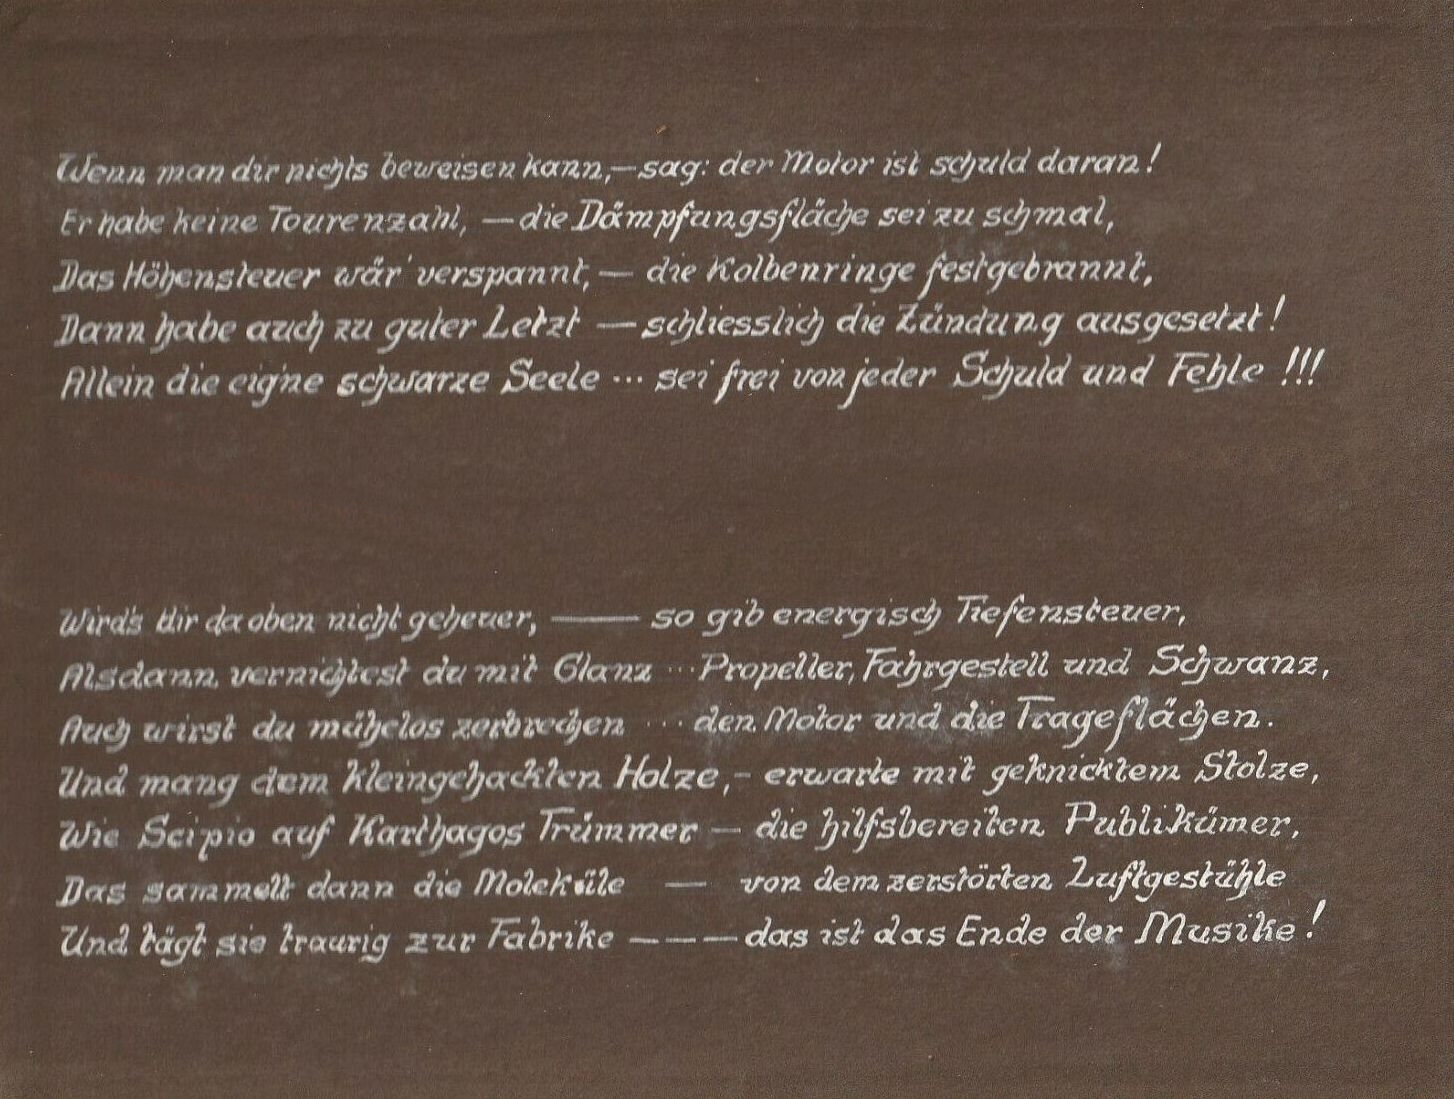 Wenn man dir nichts beweisen kann,— sag: der Motor ist schuld daran!
Er habe keine Tourenzahl, — die Dämpfungsfläche sei zu schmal,
Das Höhensteuer wär' verspannt, — die Kolbenringe festgebrannt,
Dann habe auch zu guter Letzt — schliesslich die Zündung ausgesetzt!
Allein die eig'ne schwarze Seele ... sei frei von jeder Schuld und Fehle !!!
Wird's dir da oben nicht geheuer, — so gib energisch Tiefensteuer,
Alsdann vernichtest du mit Glanz ... Propeller, Fahrgestell und Schwanz,
Auch wirst du mühelos zerbrechen ... den Motor und die Trageflächen.
Und mang dem kleingehackten Holze, - erwarte mit geknicktem Stolze,
Wie Scipio auf Karthagos Trümmer — die hilfsbereiten Publikümer,
Das sammelt dann die Moleküle — von dem zerstörten Luftgestühle
Und tägt sie traurig zur Fabrike — — — das ist das Ende der Musike!